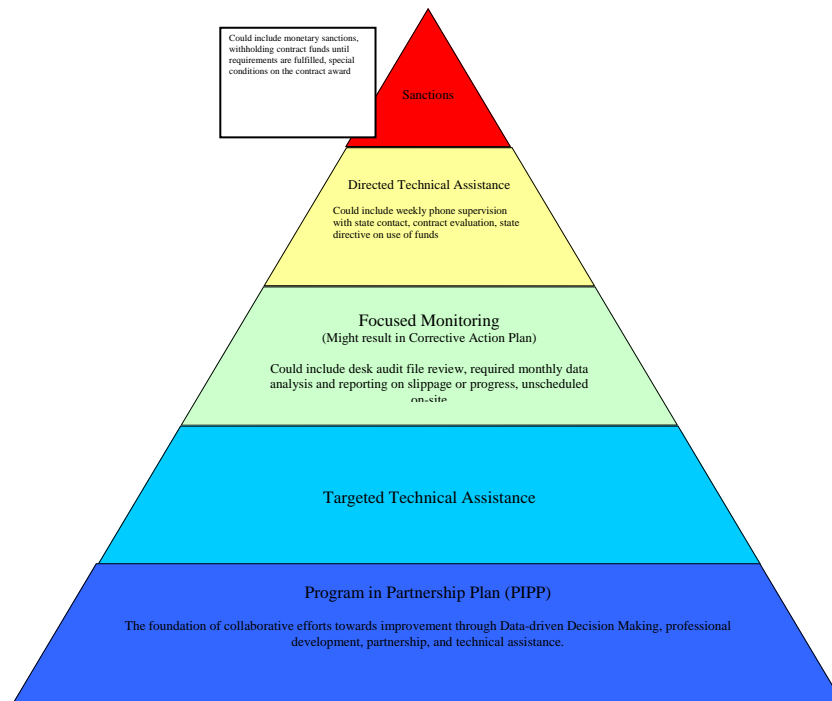 Could include monetary sanctions,
withholding contract funds until
requirements are fulfilled, special
conditions on the contract award
Sanctions
Directed Technical Assistance
Could include weekly phone supervision
with state contact, contract evaluation, state
directive on use of funds
Focused Monitoring
(Might result in Corrective Action Plan)
Could include desk audit file review, required monthly data
analysis and reporting on slippage or progress, unscheduled
on-site
Targeted Technical Assistance
Program in Partnership Plan (PIPP)
The foundation of collaborative efforts towards improvement through Data-driven Decision Making, professional
development, partnership, and technical assistance.